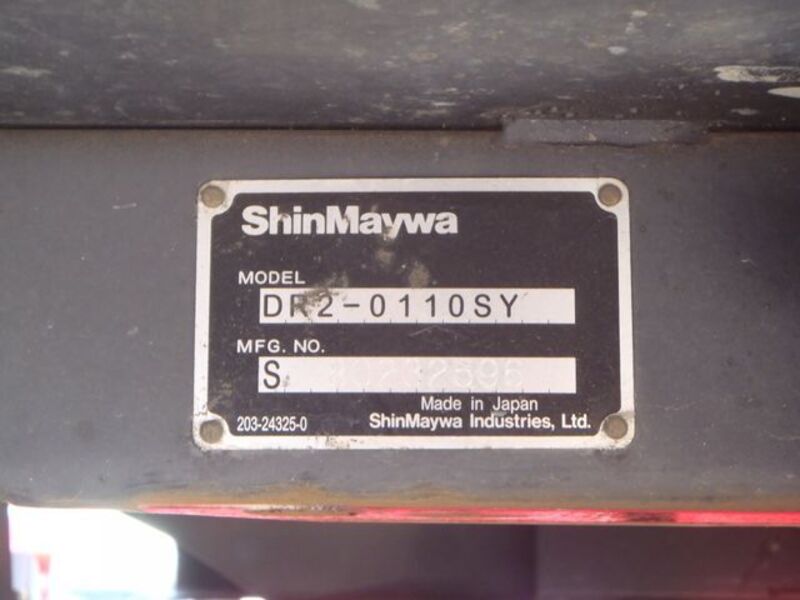 ShinMaywa
MODEL
DR2-0110SY
MFG. NO.
S
Made in Japan
203-24325-0 ShinMaywa Industries, Ltd.